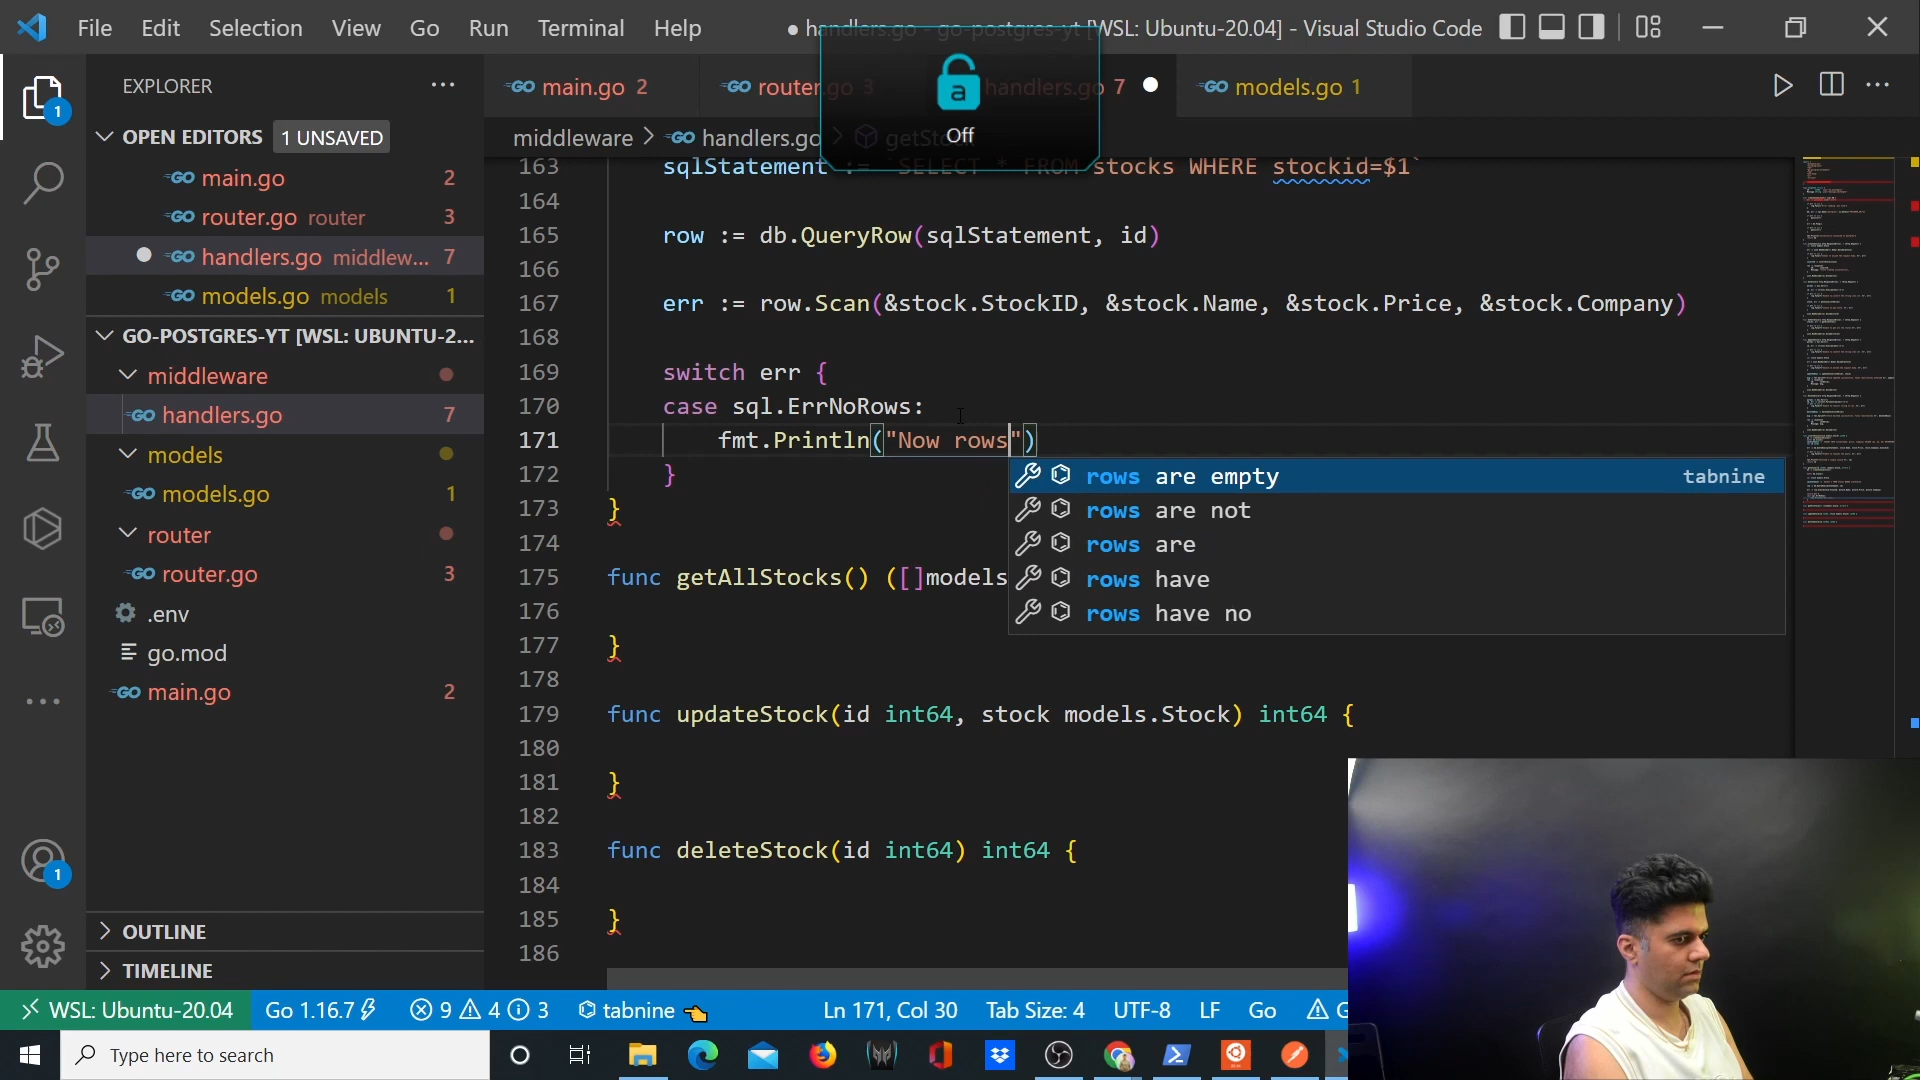 File Edit Selection View Go Run Terminal Help
● handlers.go - go-postgres-yt [WSL: Ubuntu-20.04] - Visual Studio Code
EXPLORER
OPEN EDITORS 1 UNSAVED
main.go 2
router.go router 3
handlers.go middlew... 7
models.go models 1
GO-POSTGRES-YT [WSL: UBUNTU-2...
middleware
handlers.go 7
models
models.go 1
router
router.go 3
.env
go.mod
main.go 2
OUTLINE
TIMELINE
1
1
main.go 2
router.go 3
handlers.go 7
models.go 1
a
Off
middleware > handlers.go > getStock
163 sqlStatement := `SELECT * FROM stocks WHERE stockid=$1`
164
165 row := db.QueryRow(sqlStatement, id)
166
167 err := row.Scan(&stock.StockID, &stock.Name, &stock.Price, &stock.Company)
168
169 switch err {
170 case sql.ErrNoRows:
171 fmt.Println("Now rows")
172 }
173 }
174
175 func getAllStocks() ([]models
176
177 }
178
179 func updateStock(id int64, stock models.Stock) int64 {
180
181 }
182
183 func deleteStock(id int64) int64 {
184
185 }
186
rows are empty tabnine
rows are not
rows are
rows have
rows have no
WSL: Ubuntu-20.04 Go 1.16.7 9 4 3 tabnine Ln 171, Col 30 Tab Size: 4 UTF-8 LF Go
Type here to search